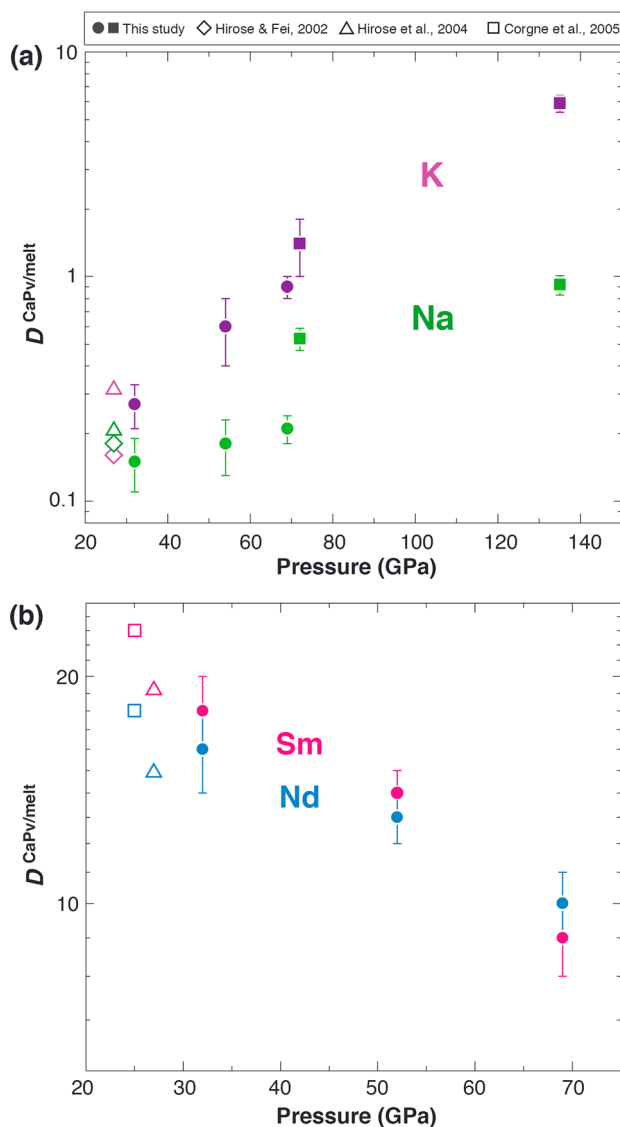 This study Hirose & Fei, 2002 Hirose et al., 2004 Corgne et al., 2005
(a)
10
K
D CaPv/melt
1
Na
0.1
20 40 60 80 100 120 140
Pressure (GPa)
(b)
20
Sm
D CaPv/melt
Nd
10
20 30 40 50 60 70
Pressure (GPa)